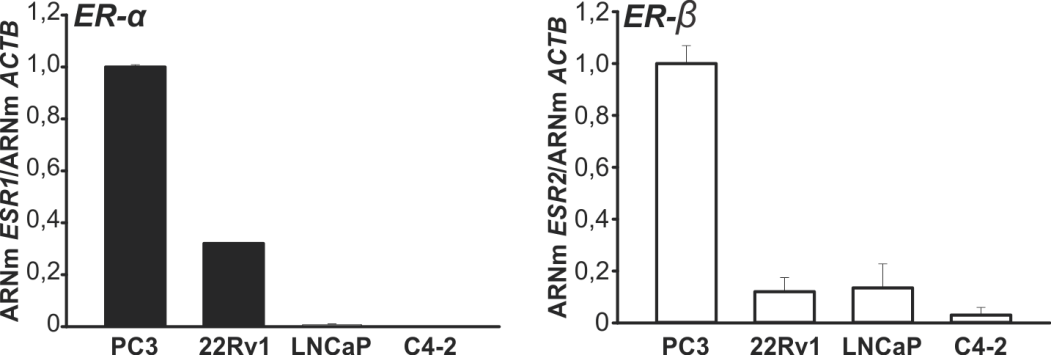 ER-α
ARNm ESR1/ARNm ACTB
1,2
1,0
0,8
0,6
0,4
0,2
0
PC3 22Rv1 LNCaP C4-2
ER-β
ARNm ESR2/ARNm ACTB
1,2
1,0
0,8
0,6
0,4
0,2
0
PC3 22Rv1 LNCaP C4-2